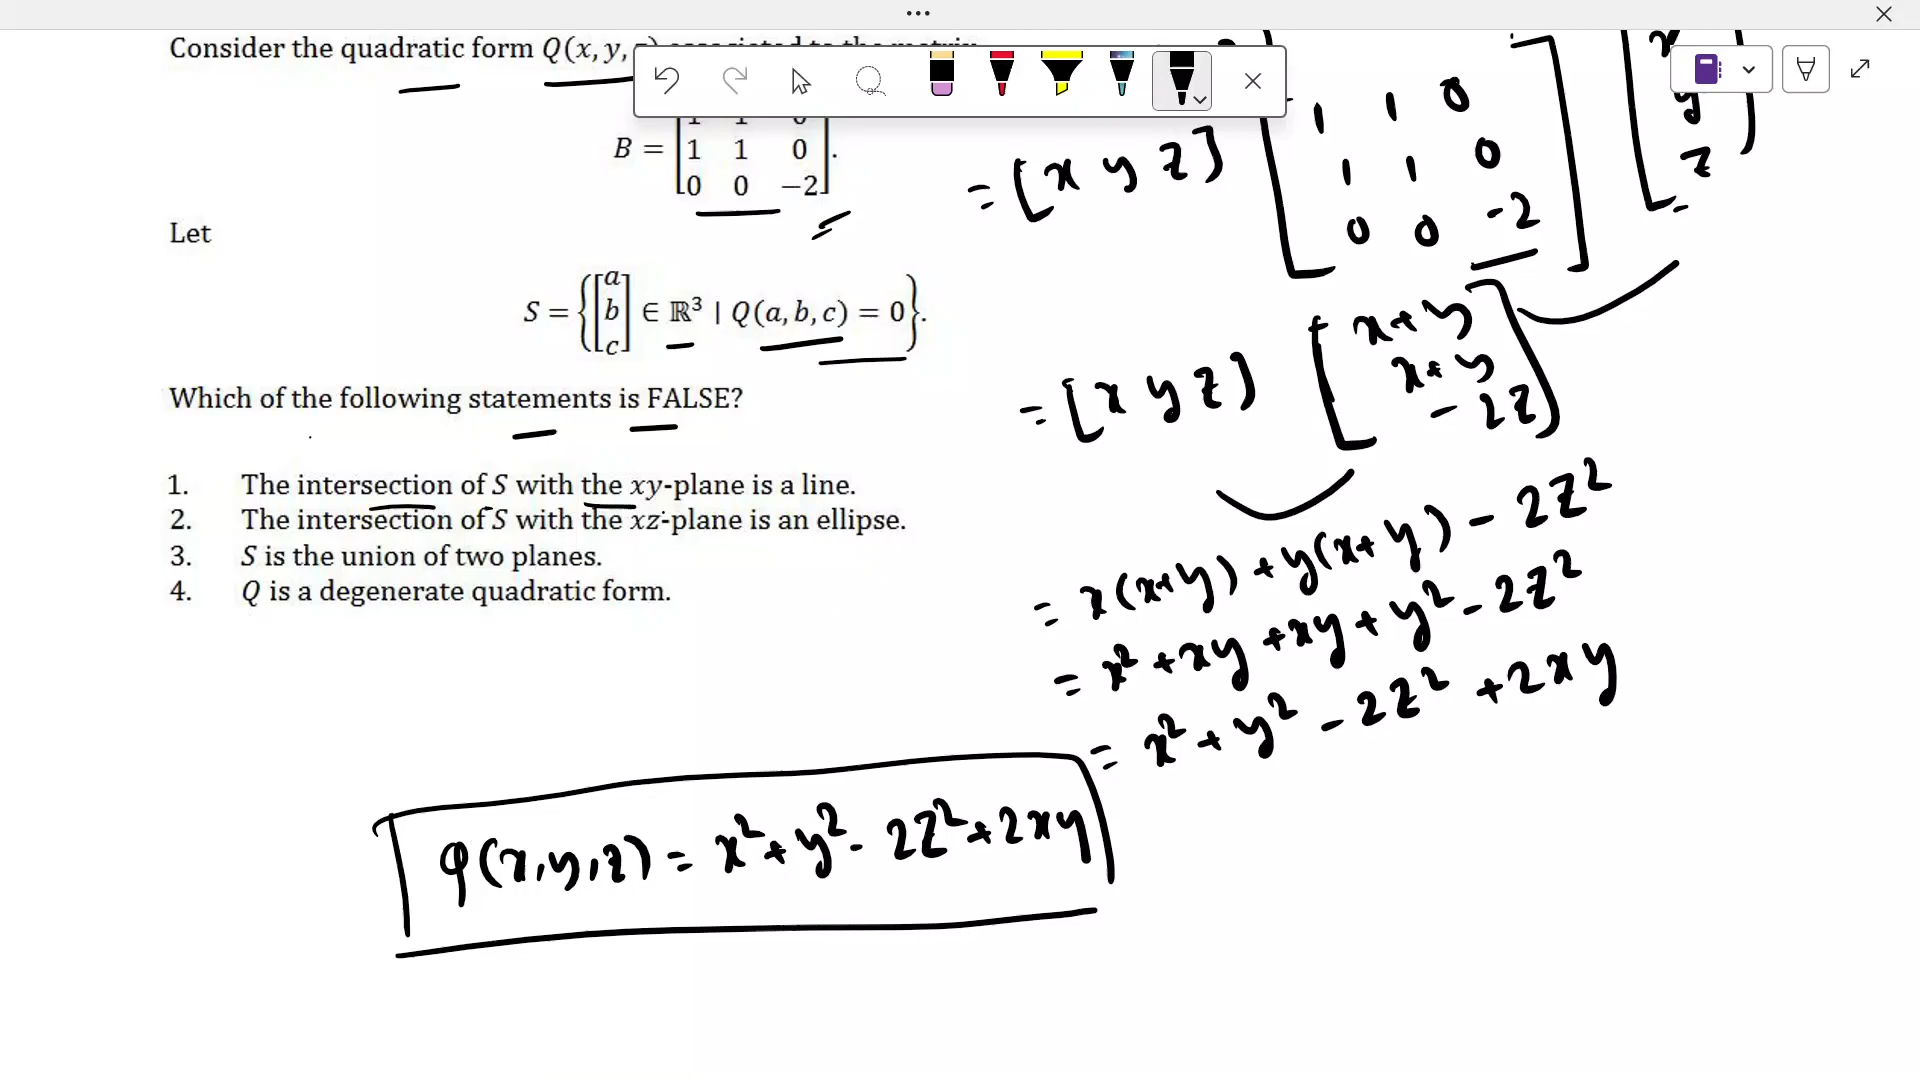 Consider the quadratic form Q(x, y,
B = [1 1 0
1 1 0
0 0 −2].
Let
S = {[a b c] ∈ ℝ³ | Q(a, b, c) = 0}.
Which of the following statements is FALSE?
1. The intersection of S with the xy-plane is a line.
2. The intersection of S with the xz-plane is an ellipse.
3. S is the union of two planes.
4. Q is a degenerate quadratic form.
= [x y z] [1 1 0
1 1 0
0 0 -2] [x
y
z]
= [x y z] [x+y
x+y
-2z]
= x(x+y) + y(x+y) - 2z²
= x² + xy + xy + y² - 2z²
= x² + y² - 2z² + 2xy
φ(x,y,z) = x² + y² - 2z² + 2xy